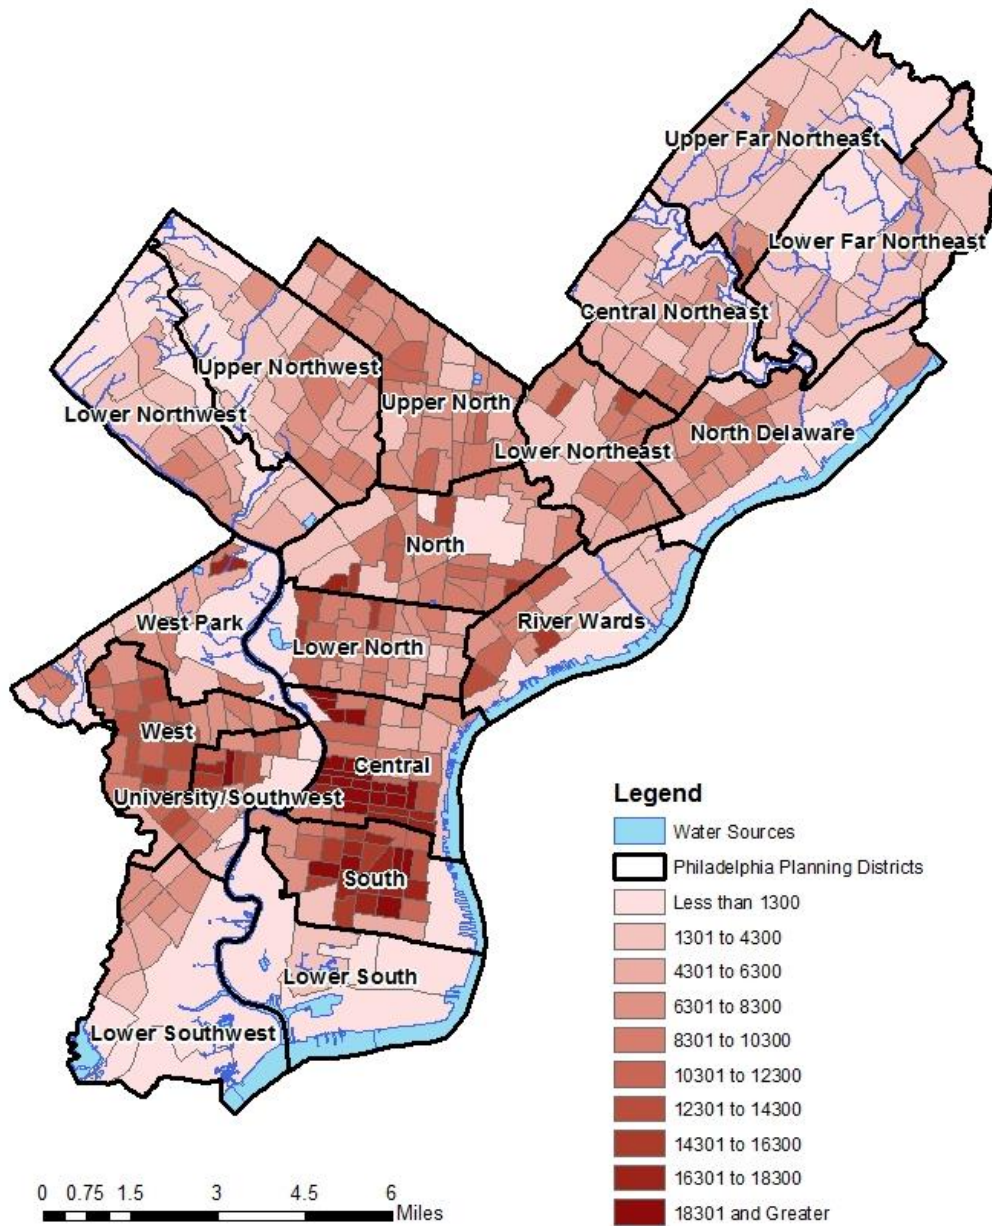 Upper Far Northeast
Lower Far Northeast
Central Northeast
Upper Northwest
Lower Northwest
Upper North
North Delaware
Lower Northeast
North
West Park
River Wards
Lower North
West
Central
University/Southwest
South
Lower South
Lower Southwest
Legend
Water Sources
Philadelphia Planning Districts
Less than 1300
1301 to 4300
4301 to 6300
6301 to 8300
8301 to 10300
10301 to 12300
12301 to 14300
14301 to 16300
16301 to 18300
18301 and Greater
0 0.75 1.5 3 4.5 6
Miles